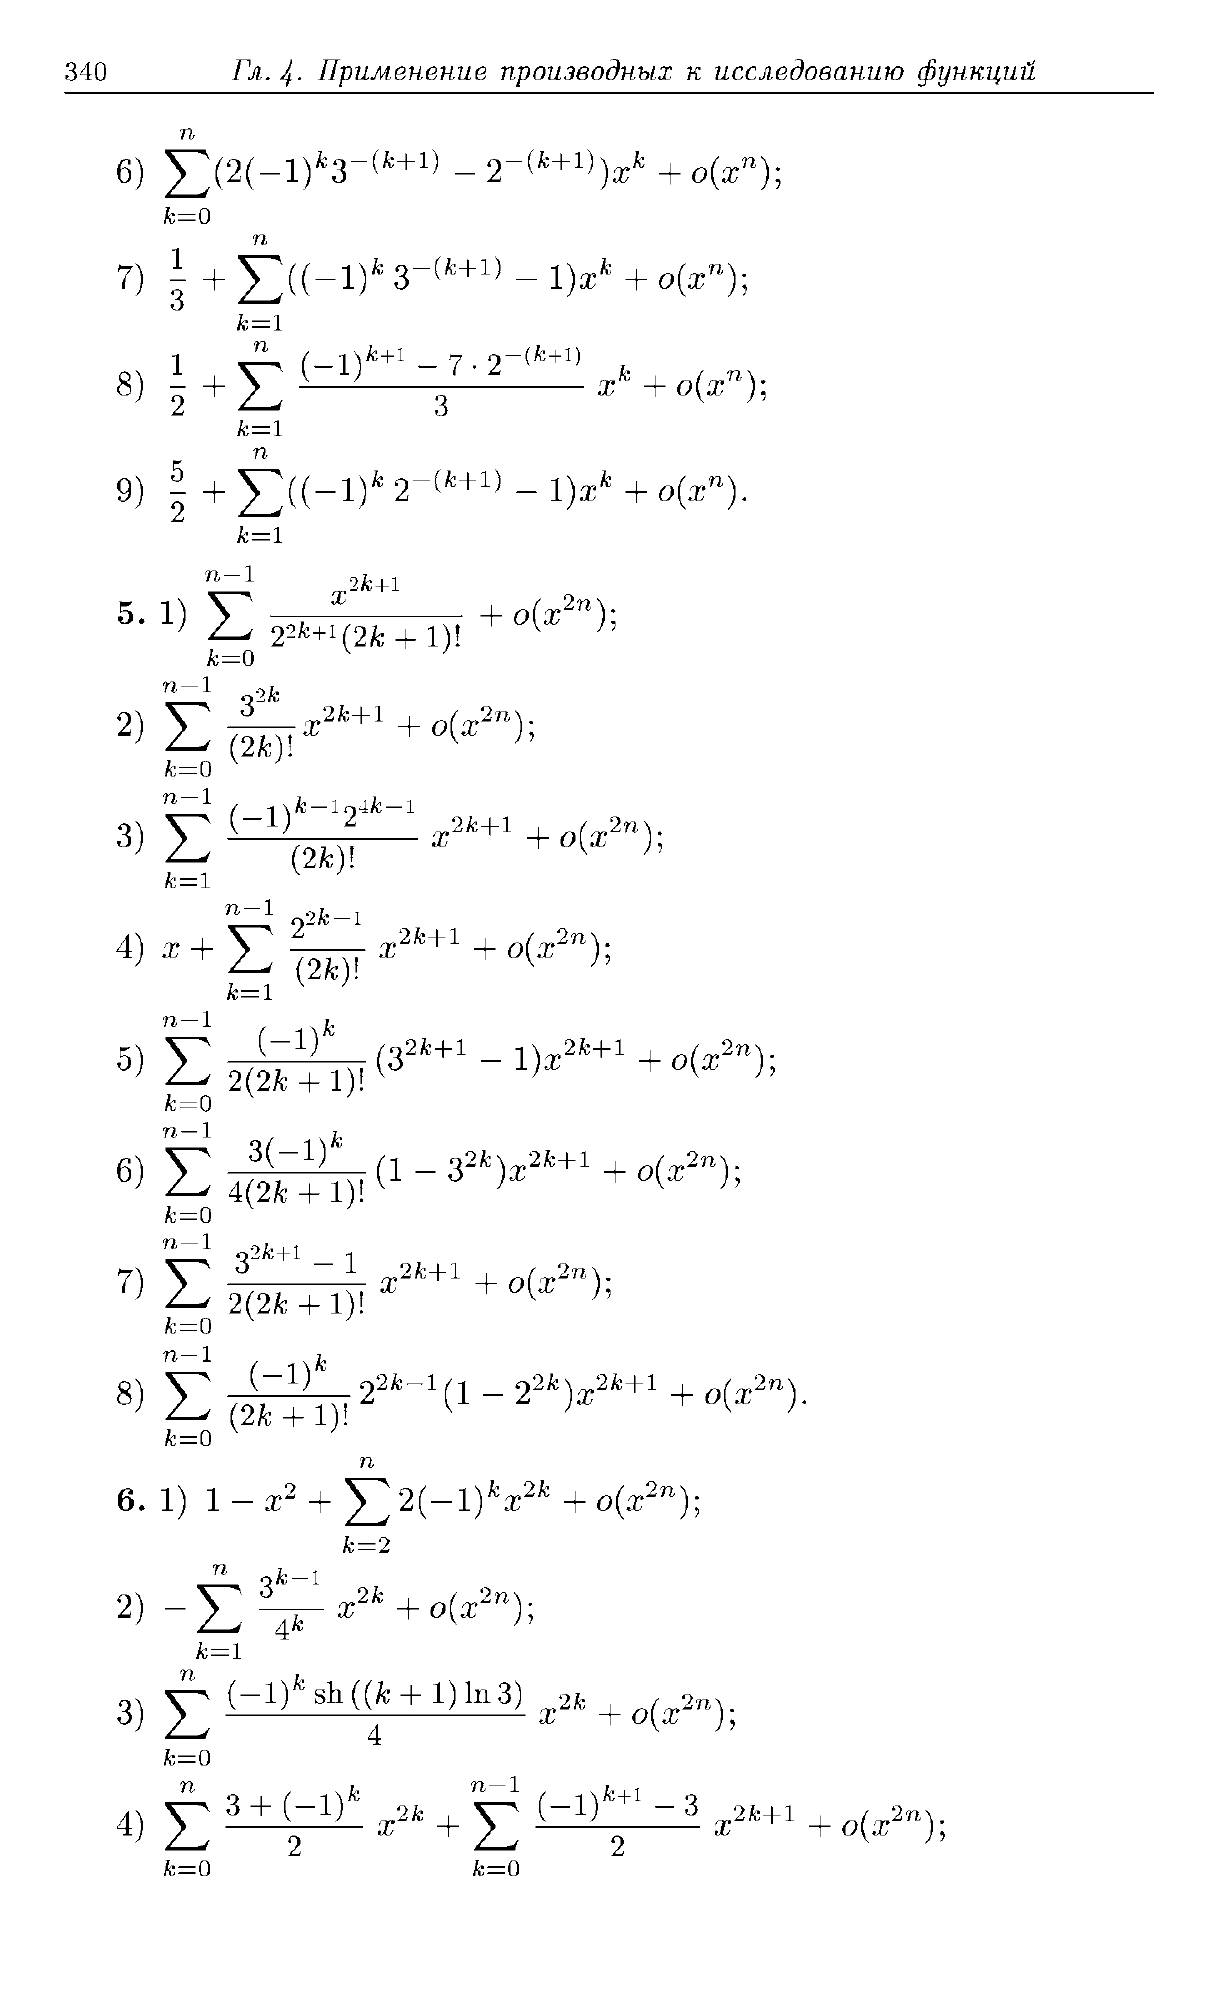 340 Гл. 4. Применение производных к исследованию функций
6) $\sum_{k=0}^{n}(2(-1)^k 3^{-(k+1)} - 2^{-(k+1)})x^k + o(x^n)$;
7) $\frac{1}{3} + \sum_{k=1}^{n}((-1)^k 3^{-(k+1)} - 1)x^k + o(x^n)$;
8) $\frac{1}{2} + \sum_{k=1}^{n} \frac{(-1)^{k+1} - 7 \cdot 2^{-(k+1)}}{3} x^k + o(x^n)$;
9) $\frac{5}{2} + \sum_{k=1}^{n}((-1)^k 2^{-(k+1)} - 1)x^k + o(x^n)$.
5. 1) $\sum_{k=0}^{n-1} \frac{x^{2k+1}}{2^{2k+1}(2k+1)!} + o(x^{2n})$;
2) $\sum_{k=0}^{n-1} \frac{3^{2k}}{(2k)!} x^{2k+1} + o(x^{2n})$;
3) $\sum_{k=1}^{n-1} \frac{(-1)^{k-1} 2^{4k-1}}{(2k)!} x^{2k+1} + o(x^{2n})$;
4) $x + \sum_{k=1}^{n-1} \frac{2^{2k-1}}{(2k)!} x^{2k+1} + o(x^{2n})$;
5) $\sum_{k=0}^{n-1} \frac{(-1)^k}{2(2k+1)!} (3^{2k+1} - 1)x^{2k+1} + o(x^{2n})$;
6) $\sum_{k=0}^{n-1} \frac{3(-1)^k}{4(2k+1)!} (1 - 3^{2k})x^{2k+1} + o(x^{2n})$;
7) $\sum_{k=0}^{n-1} \frac{3^{2k+1} - 1}{2(2k+1)!} x^{2k+1} + o(x^{2n})$;
8) $\sum_{k=0}^{n-1} \frac{(-1)^k}{(2k+1)!} 2^{2k-1}(1 - 2^{2k})x^{2k+1} + o(x^{2n})$.
6. 1) $1 - x^2 + \sum_{k=2}^{n} 2(-1)^k x^{2k} + o(x^{2n})$;
2) $-\sum_{k=1}^{n} \frac{3^{k-1}}{4^k} x^{2k} + o(x^{2n})$;
3) $\sum_{k=0}^{n} \frac{(-1)^k \operatorname{sh}((k+1)\ln 3)}{4} x^{2k} + o(x^{2n})$;
4) $\sum_{k=0}^{n} \frac{3 + (-1)^k}{2} x^{2k} + \sum_{k=0}^{n-1} \frac{(-1)^{k+1} - 3}{2} x^{2k+1} + o(x^{2n})$;